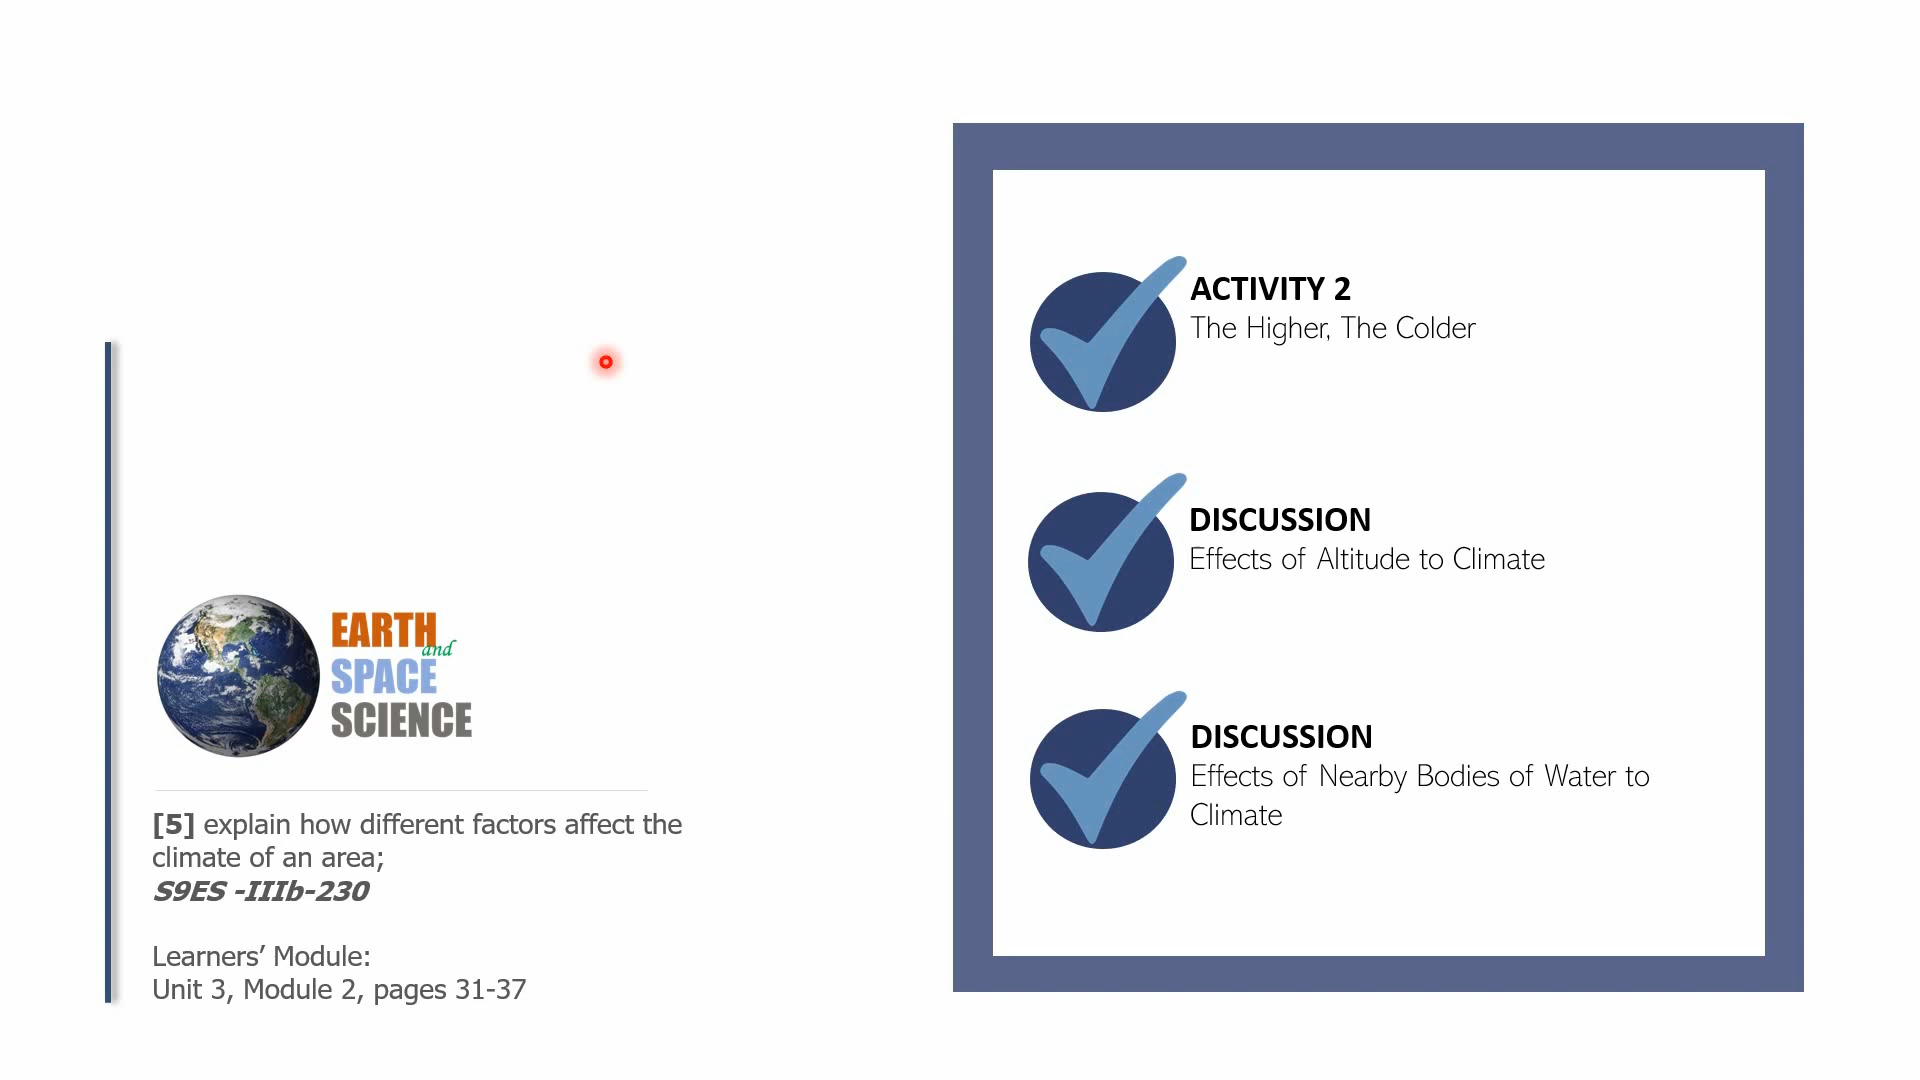 EARTH
and
SPACE
SCIENCE
[5] explain how different factors affect the
climate of an area;
S9ES -IIIb-230
Learners’ Module:
Unit 3, Module 2, pages 31-37
ACTIVITY 2
The Higher, The Colder
DISCUSSION
Effects of Altitude to Climate
DISCUSSION
Effects of Nearby Bodies of Water to
Climate